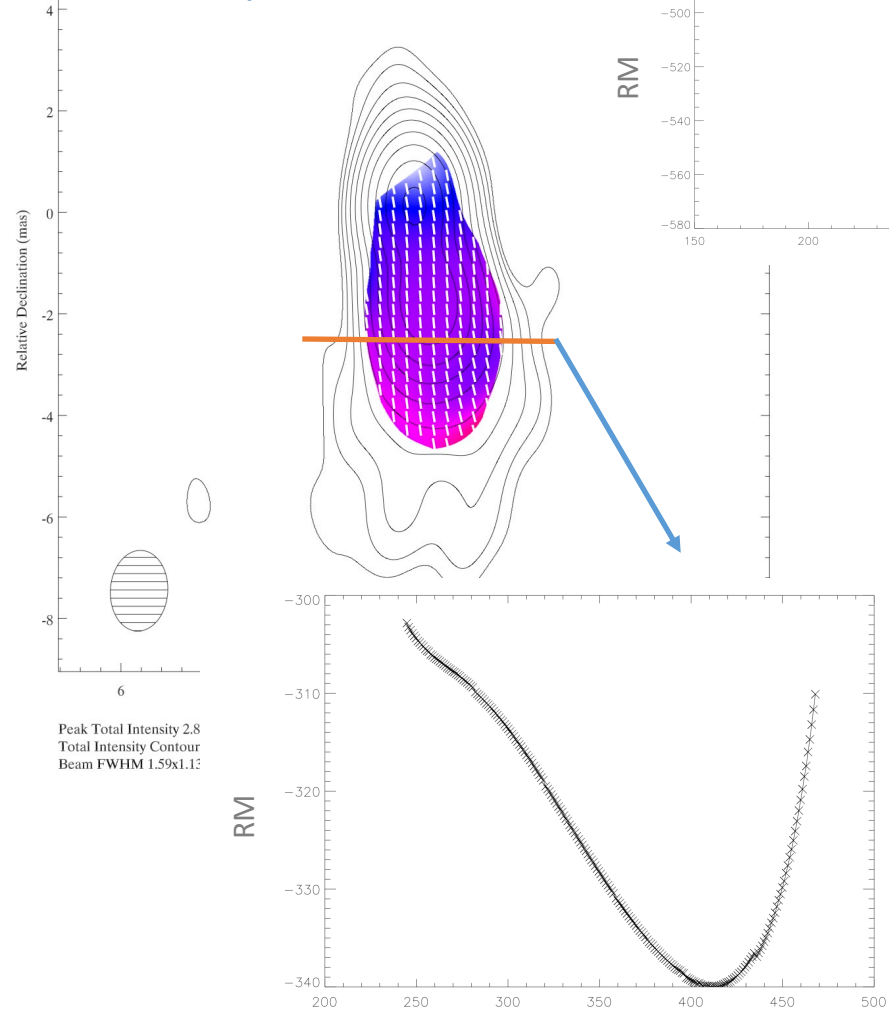 4
2
0
-2
-4
-6
-8
Relative Declination (mas)
6
Peak Total Intensity 2.8
Total Intensity Contour
Beam FWHM 1.59x1.13
RM
-500
-520
-540
-560
-580
150 200
RM
-300
-310
-320
-330
-340
200 250 300 350 400 450 500